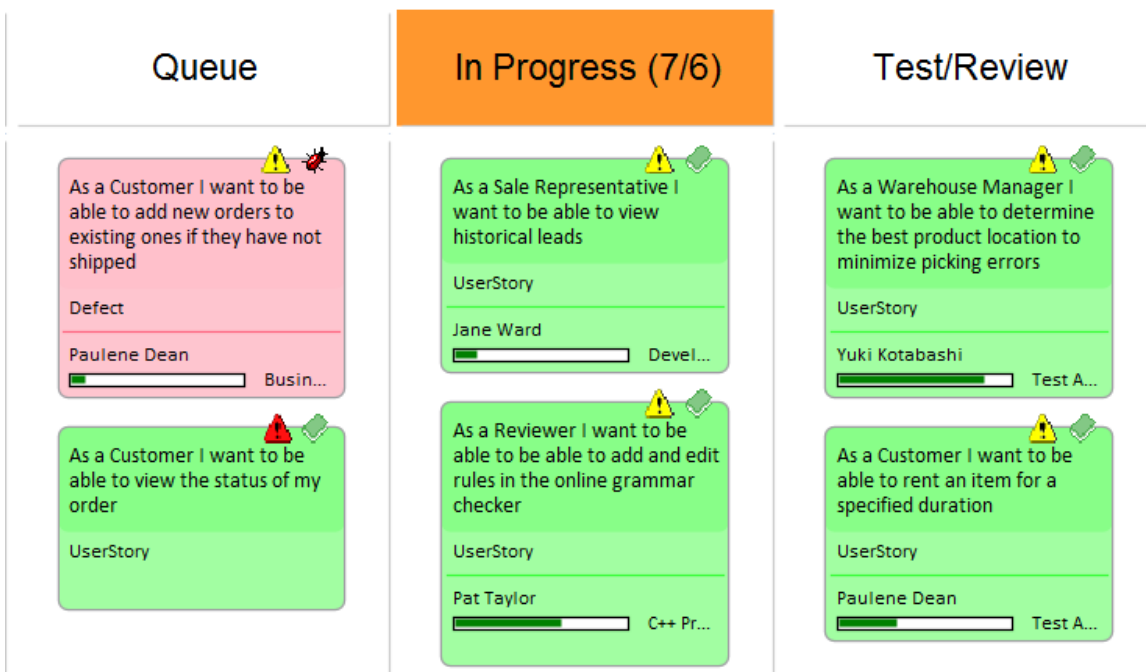 Queue
In Progress (7/6)
Test/Review
As a Customer I want to be
able to add new orders to
existing ones if they have not
shipped
Defect
Paulene Dean
Busin...
As a Customer I want to be
able to view the status of my
order
UserStory
As a Sale Representative I
want to be able to view
historical leads
UserStory
Jane Ward
Devel...
As a Reviewer I want to be
able to be able to add and edit
rules in the online grammar
checker
UserStory
Pat Taylor
C++ Pr...
As a Warehouse Manager I
want to be able to determine
the best product location to
minimize picking errors
UserStory
Yuki Kotabashi
Test A...
As a Customer I want to be
able to rent an item for a
specified duration
UserStory
Paulene Dean
Test A...